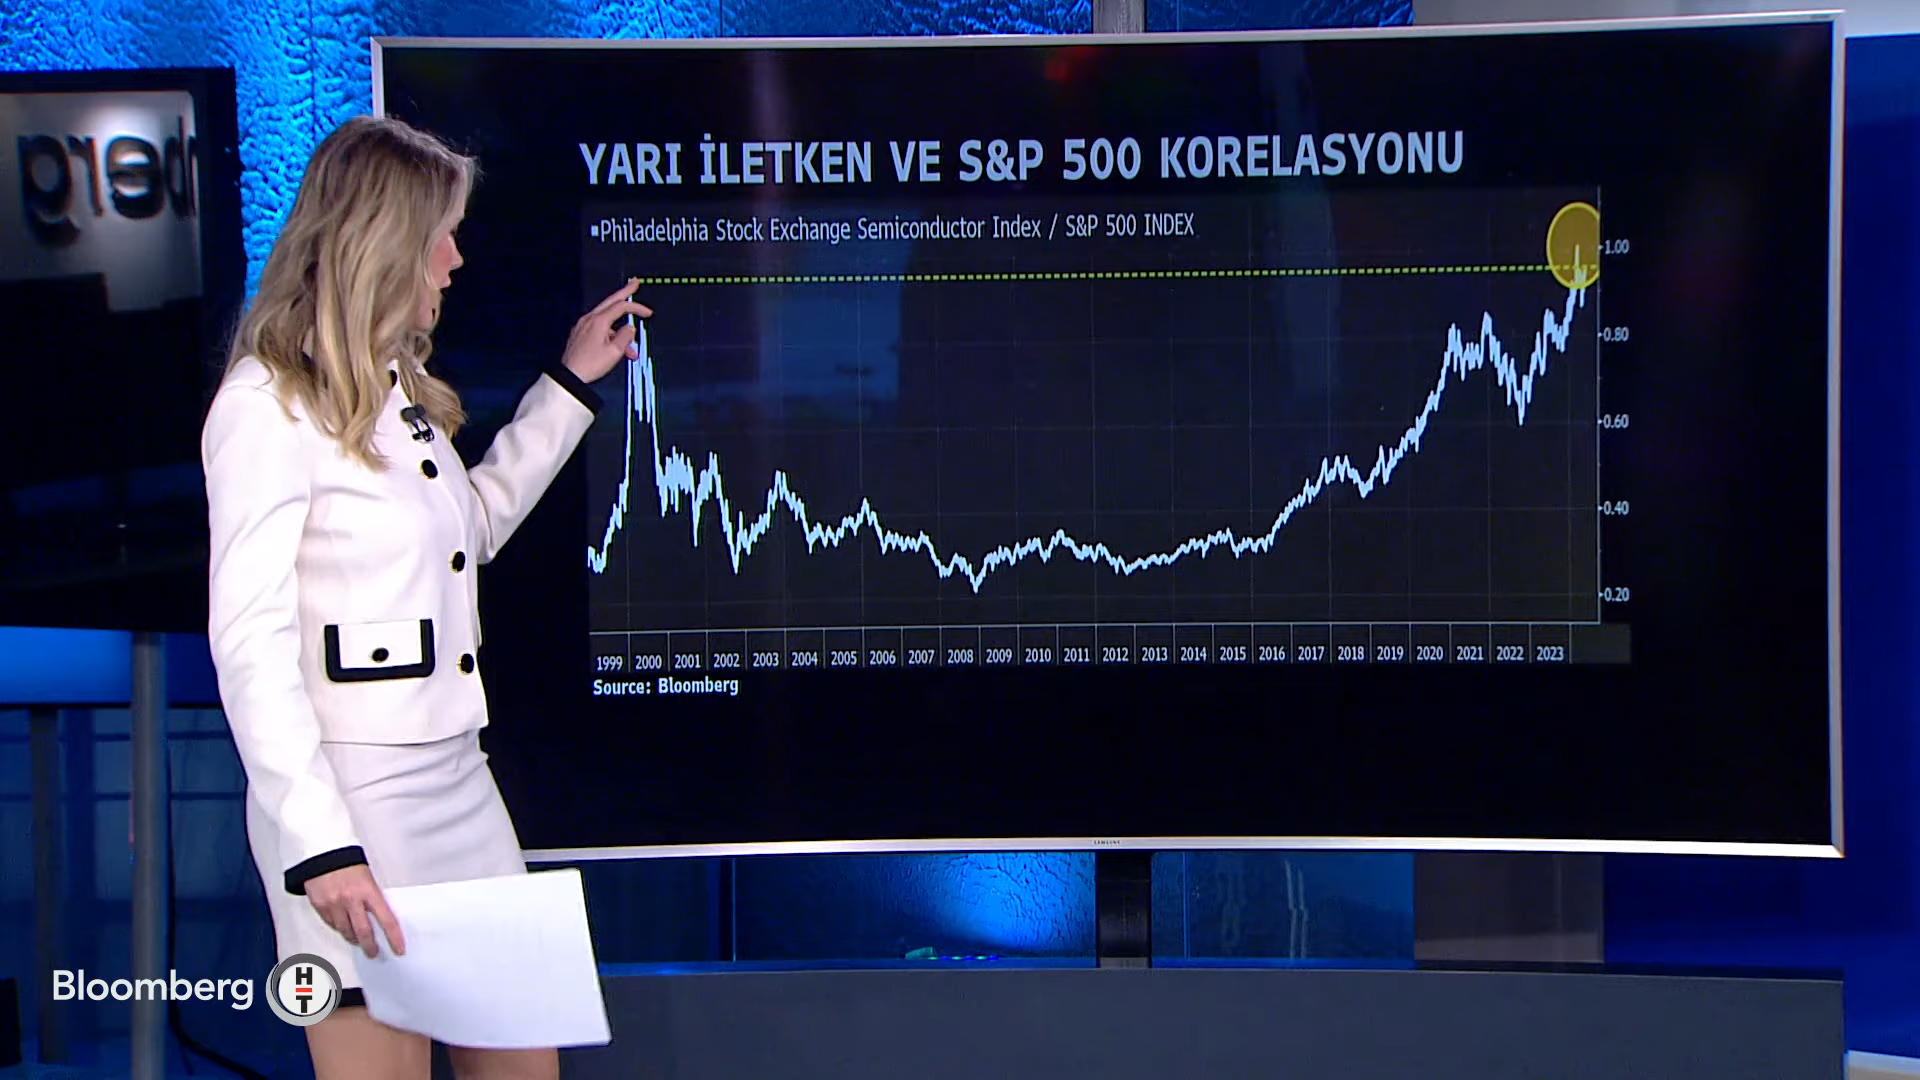 YARI İLETKEN VE S&P 500 KORELASYONU
Philadelphia Stock Exchange Semiconductor Index / S&P 500 INDEX
1.00
0.80
0.60
0.40
0.20
1999 2000 2001 2002 2003 2004 2005 2006 2007 2008 2009 2010 2011 2012 2013 2014 2015 2016 2017 2018 2019 2020 2021 2022 2023
Source: Bloomberg
SAMSUNG
Bloomberg HT